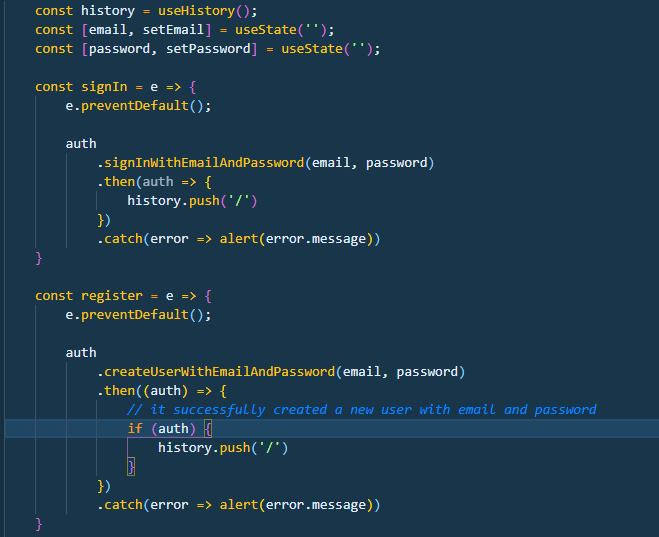 const history = useHistory();
const [email, setEmail] = useState('');
const [password, setPassword] = useState('');
const signIn = e => {
e.preventDefault();
auth
.signInWithEmailAndPassword(email, password)
.then(auth => {
history.push('/')
})
.catch(error => alert(error.message))
}
const register = e => {
e.preventDefault();
auth
.createUserWithEmailAndPassword(email, password)
.then((auth) => {
// it successfully created a new user with email and password
if (auth) {
history.push('/')
}
})
.catch(error => alert(error.message))
}